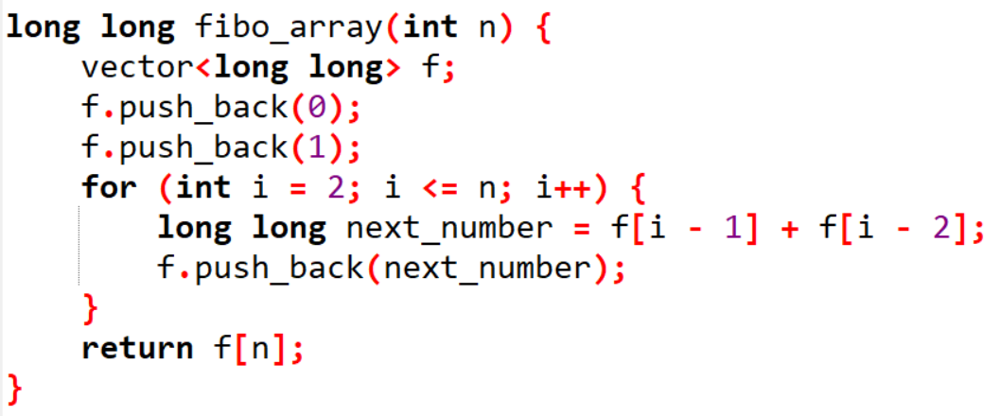 long long fibo_array(int n) {
    vector<long long> f;
    f.push_back(0);
    f.push_back(1);
    for (int i = 2; i <= n; i++) {
        long long next_number = f[i - 1] + f[i - 2];
        f.push_back(next_number);
    }
    return f[n];
}